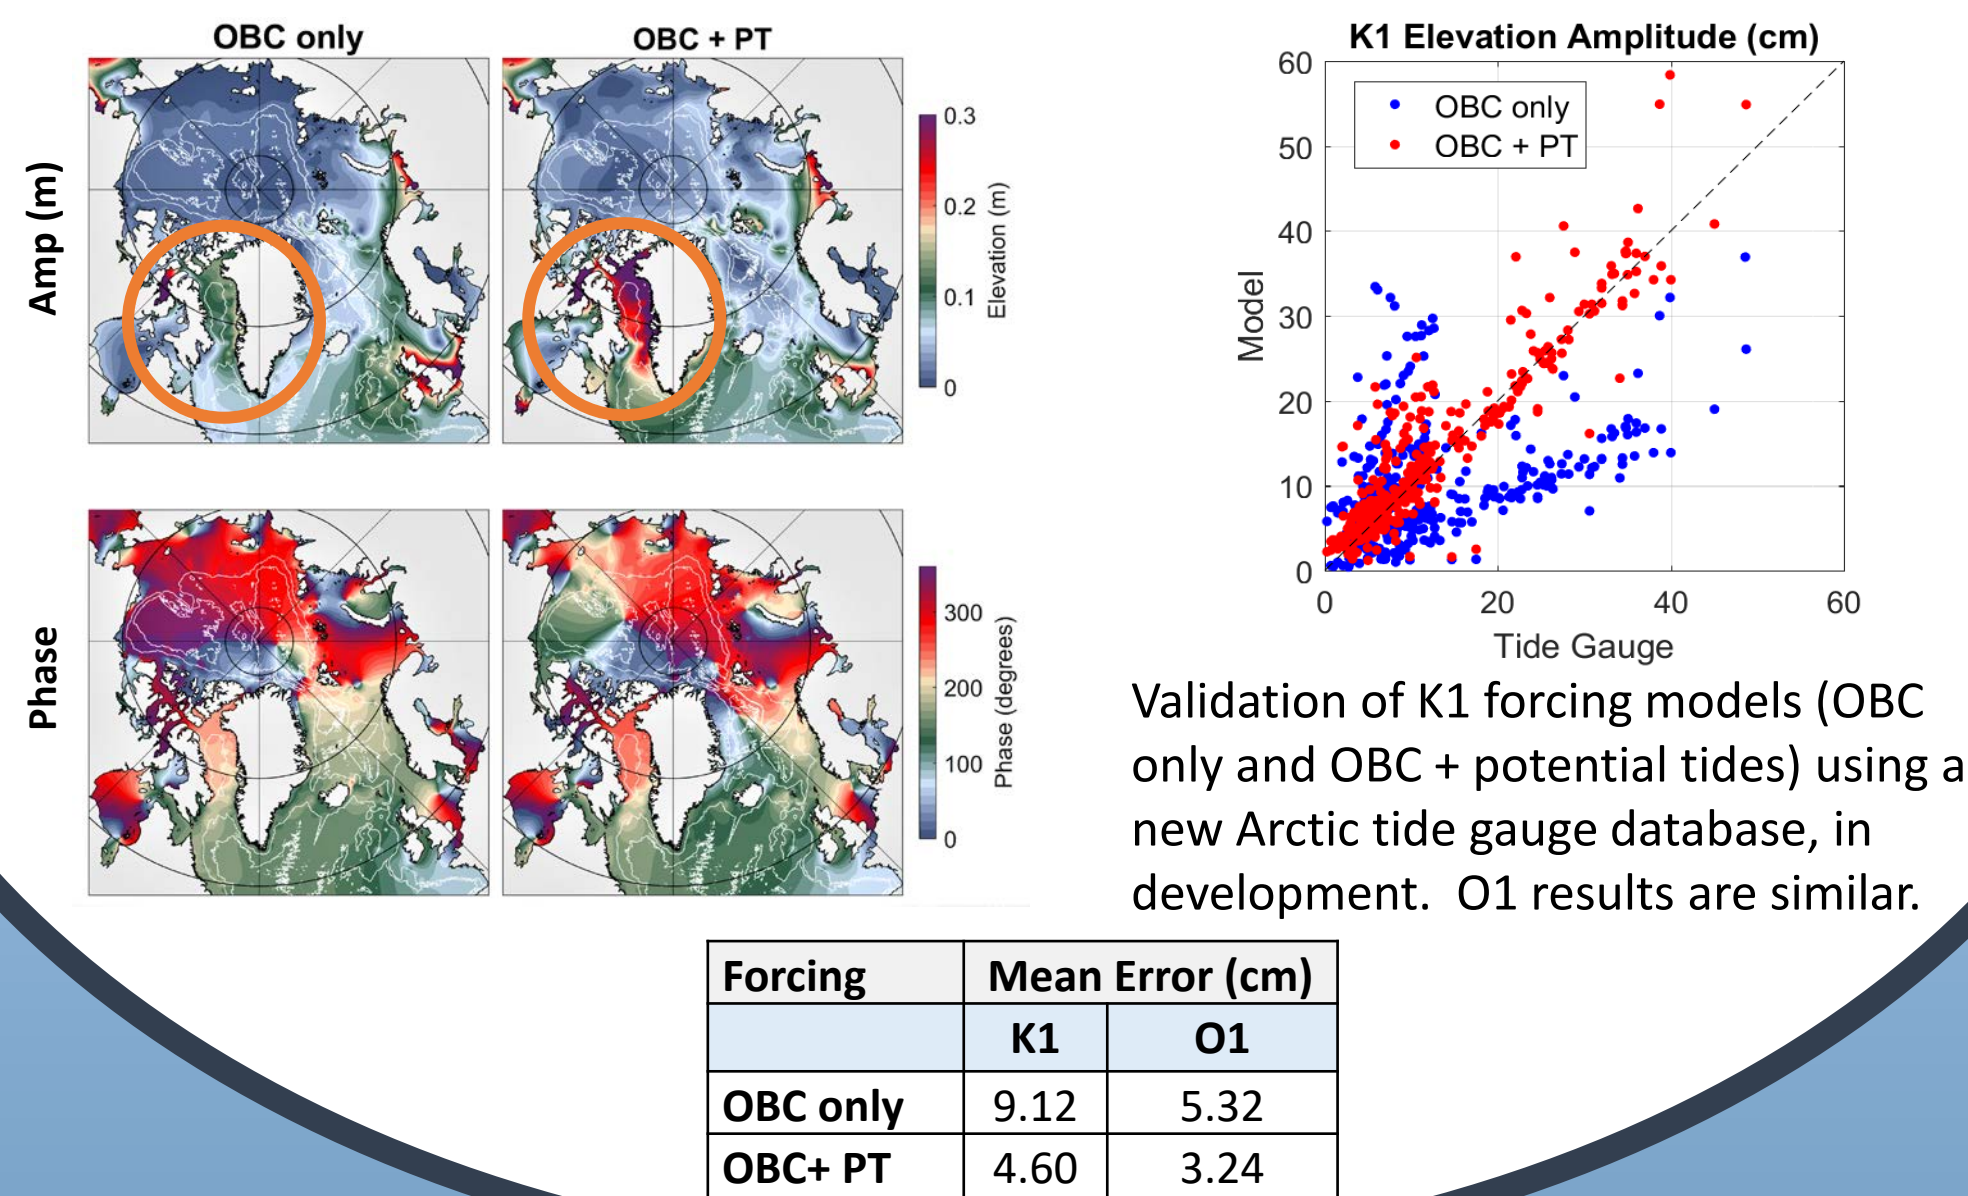 OBC only
OBC + PT
Amp (m)
0.3
0.2
0.1
0
Elevation (m)
Phase
300
200
100
0
Phase (degrees)
K1 Elevation Amplitude (cm)
OBC only
OBC + PT
60
50
40
30
20
10
0
Model
0 20 40 60
Tide Gauge
Validation of K1 forcing models (OBC
only and OBC + potential tides) using a
new Arctic tide gauge database, in
development. O1 results are similar.
Forcing Mean Error (cm)
K1 O1
OBC only 9.12 5.32
OBC+ PT 4.60 3.24